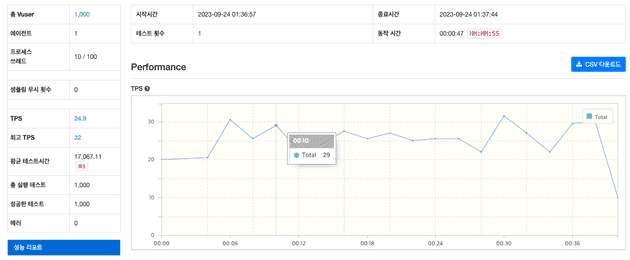 총 Vuser 1,000
에이전트 1
프로세스
쓰레드 10 / 100
샘플링 무시 횟수 0
TPS 24.9
최고 TPS 32
평균 테스트시간 17,067.11
MS
총 실행 테스트 1,000
성공한 테스트 1,000
에러 0
성능 리포트
시작시간 2023-09-24 01:36:57 종료시간 2023-09-24 01:37:44
테스트 횟수 1 동작 시간 00:00:47 HH:MM:SS
Performance
CSV 다운로드
TPS
30
20
10
0
Total
00:10
Total 29
00:00 00:06 00:12 00:18 00:24 00:30 00:36